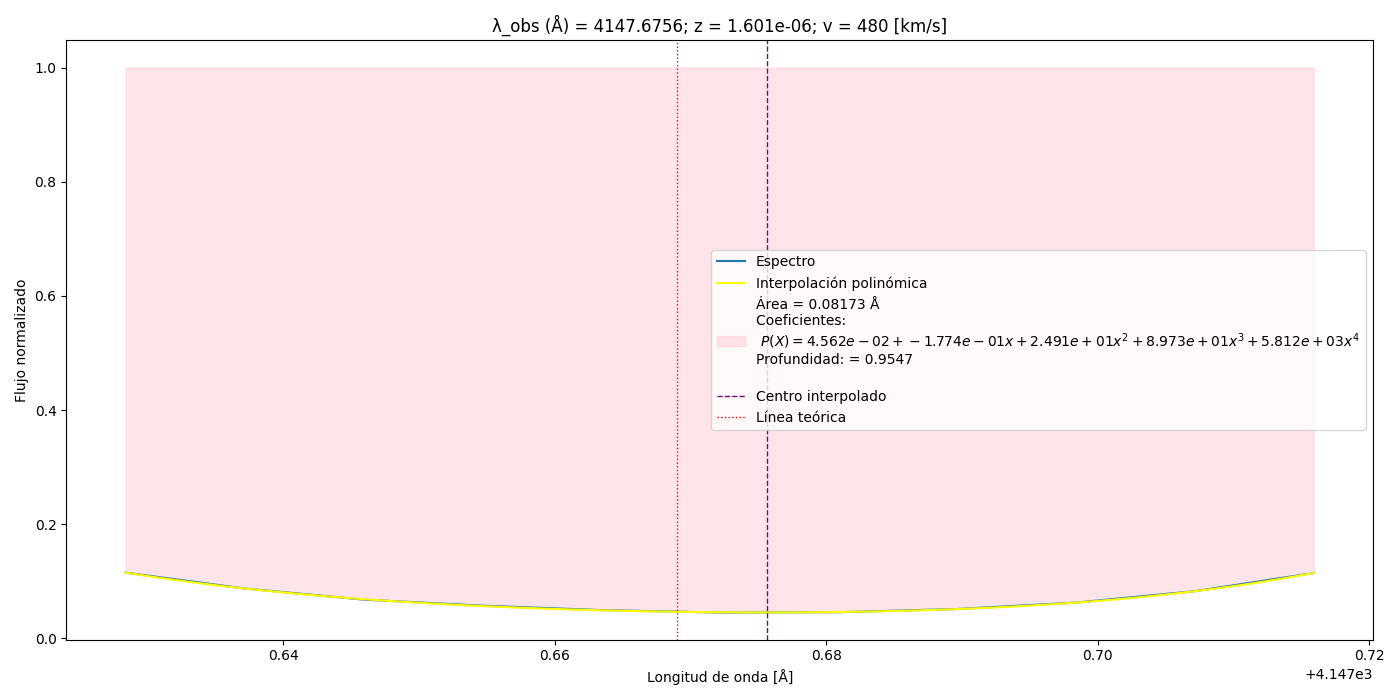 λ_obs (Å) = 4147.6756; z = 1.601e-06; v = 480 [km/s]
Flujo normalizado
1.0
0.8
0.6
0.4
0.2
0.0
Espectro
Interpolación polinómica
Área = 0.08173 Å
Coeficientes:
P(X) = 4.562e − 02 + −1.774e − 01x + 2.491e + 01x² + 8.973e + 01x³ + 5.812e + 03x⁴
Profundidad: = 0.9547
Centro interpolado
Línea teórica
0.64 0.66 0.68 0.70 0.72
+4.147e3
Longitud de onda [Å]